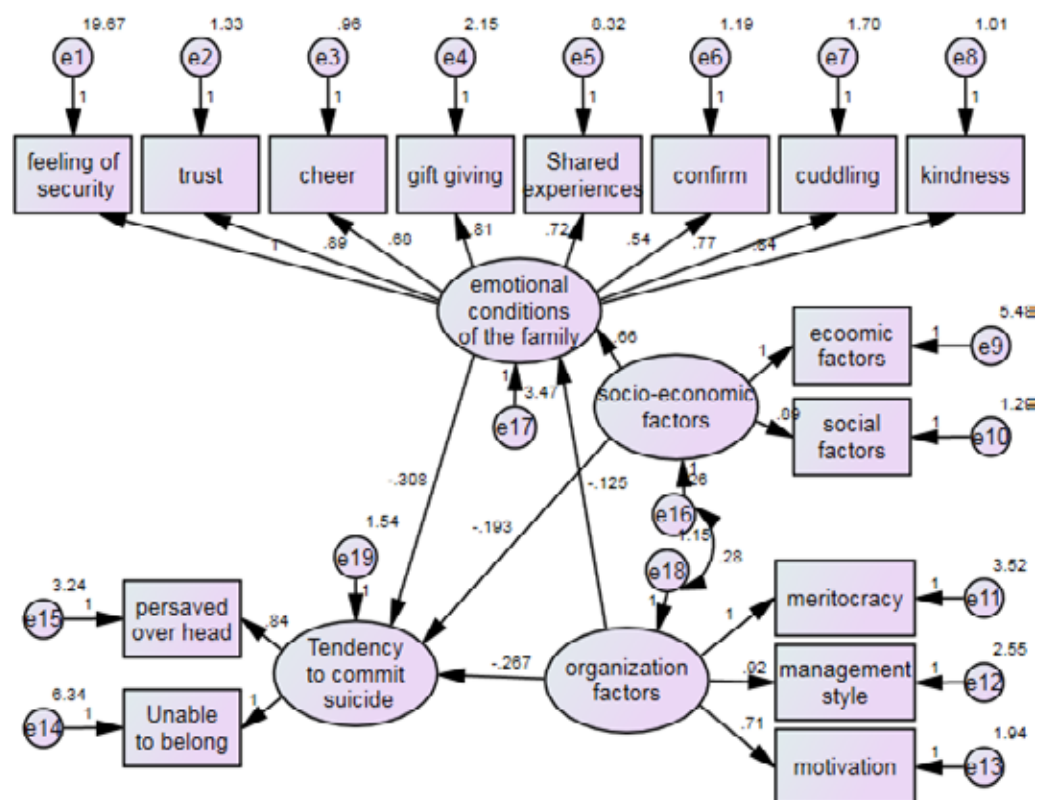 19.67 1.33 .96 2.15 8.32 1.19 1.70 1.01
e1 e2 e3 e4 e5 e6 e7 e8
1 1 1 1 1 1 1 1
feeling of
security
trust
cheer
gift giving
Shared
experiences
confirm
cuddling
kindness
1 .89 .60 .81 .72 .54 .77 .84
emotional
conditions
of the family
.66
1
3.47
e17
socio-economic
factors
1
.09
ecoomic
factors
1
5.48
e9
social
factors
1
1.28
e10
-.308
-.193
-.125
1
.26
e16
1.15
.28
e18
1
1.54
e19
1
3.24
e15
1
persaved
over head
.84
6.34
e14
1
Unable
to belong
1
Tendency
to commit
suicide
-.267
organization
factors
1
.92
.71
meritocracy
1
3.52
e11
management
style
1
2.55
e12
motivation
1
1.94
e13